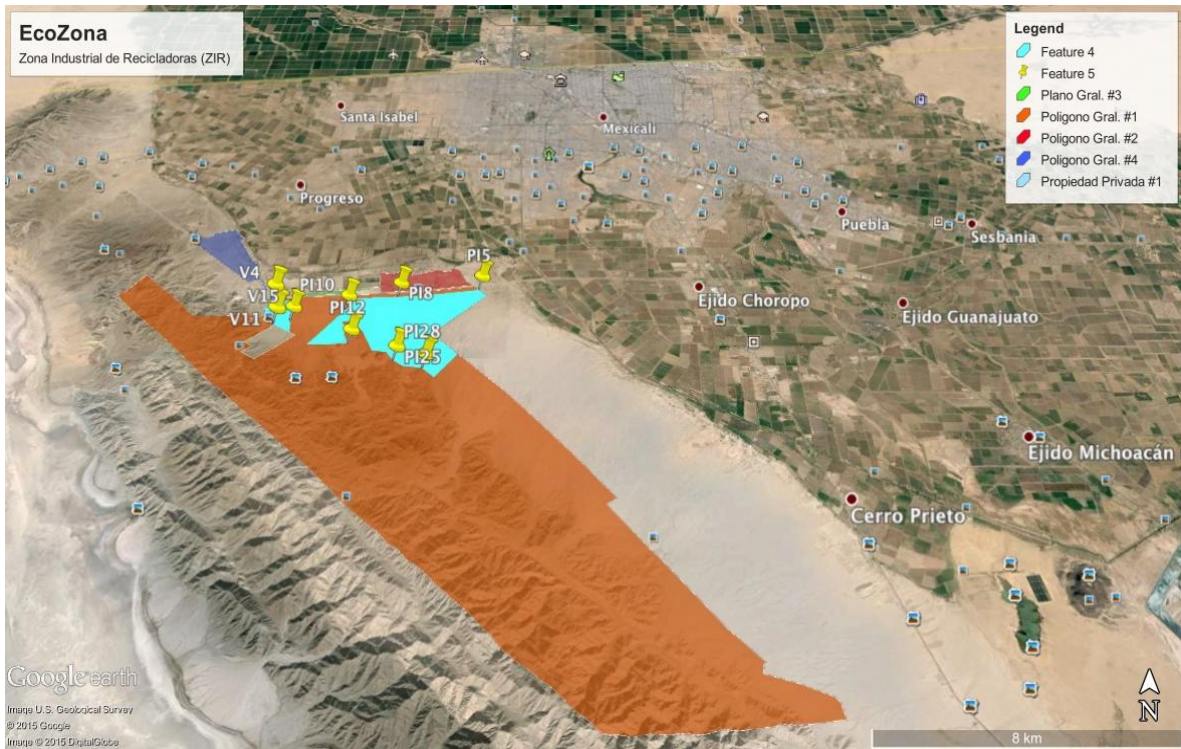 EcoZona
Zona Industrial de Recicladoras (ZIR)
Legend
Feature 4
Feature 5
Plano Gral. #3
Poligono Gral. #1
Poligono Gral. #2
Poligono Gral. #4
Propiedad Privada #1
Santa Isabel
Mexicali
Progreso
Puebla
Sesbania
V4
PI5
PI10
PI8
V15
PI12
V11
PI28
PI25
Ejido Choropo
Ejido Guanajuato
Ejido Michoacán
Cerro Prieto
Google earth
Image U.S. Geological Survey
© 2015 Google
Image © 2015 DigitalGlobe
N
8 km